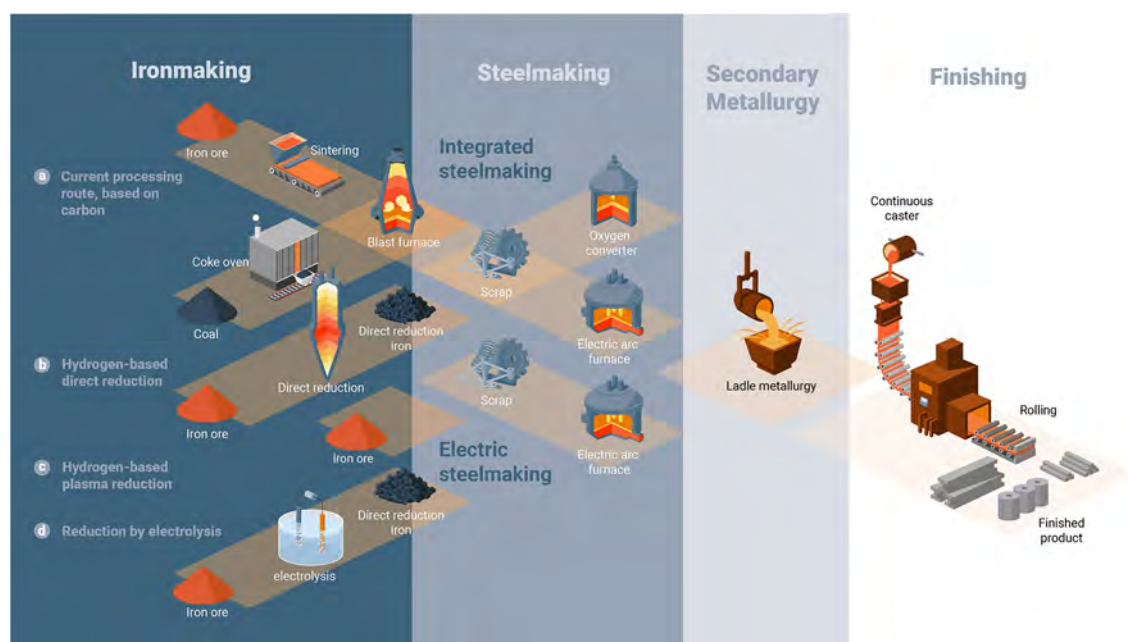 Ironmaking
Steelmaking
Secondary
Metallurgy
Finishing
Iron ore
Sintering
a
Current processing
route, based on
carbon
Blast furnace
Coke oven
Coal
Direct reduction
iron
b
Hydrogen-based
direct reduction
Direct reduction
Iron ore
Iron ore
c
Hydrogen-based
plasma reduction
Direct reduction
iron
d
Reduction by electrolysis
electrolysis
Iron ore
Integrated
steelmaking
Oxygen
converter
Scrap
Electric arc
furnace
Scrap
Electric arc
furnace
Electric
steelmaking
Ladle metallurgy
Continuous
caster
Rolling
Finished
product